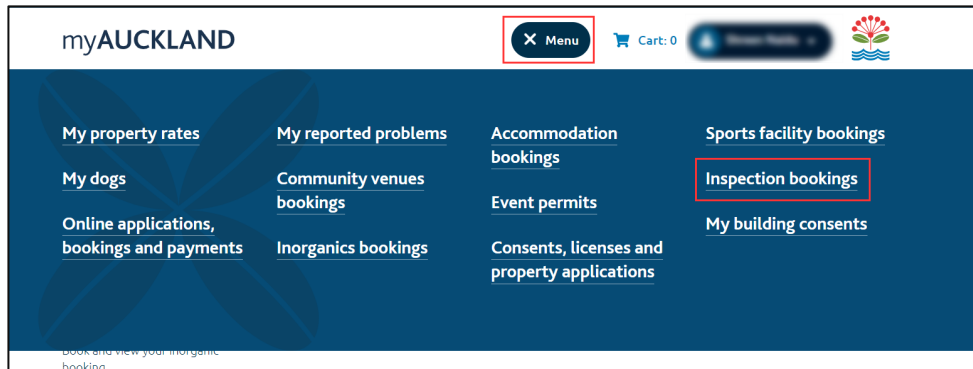 myAUCKLAND
Menu
Cart: 0
My property rates
My dogs
Online applications,
bookings and payments
My reported problems
Community venues
bookings
Inorganics bookings
Accommodation
bookings
Event permits
Consents, licenses and
property applications
Sports facility bookings
Inspection bookings
My building consents
Book and view your inorganic
booking